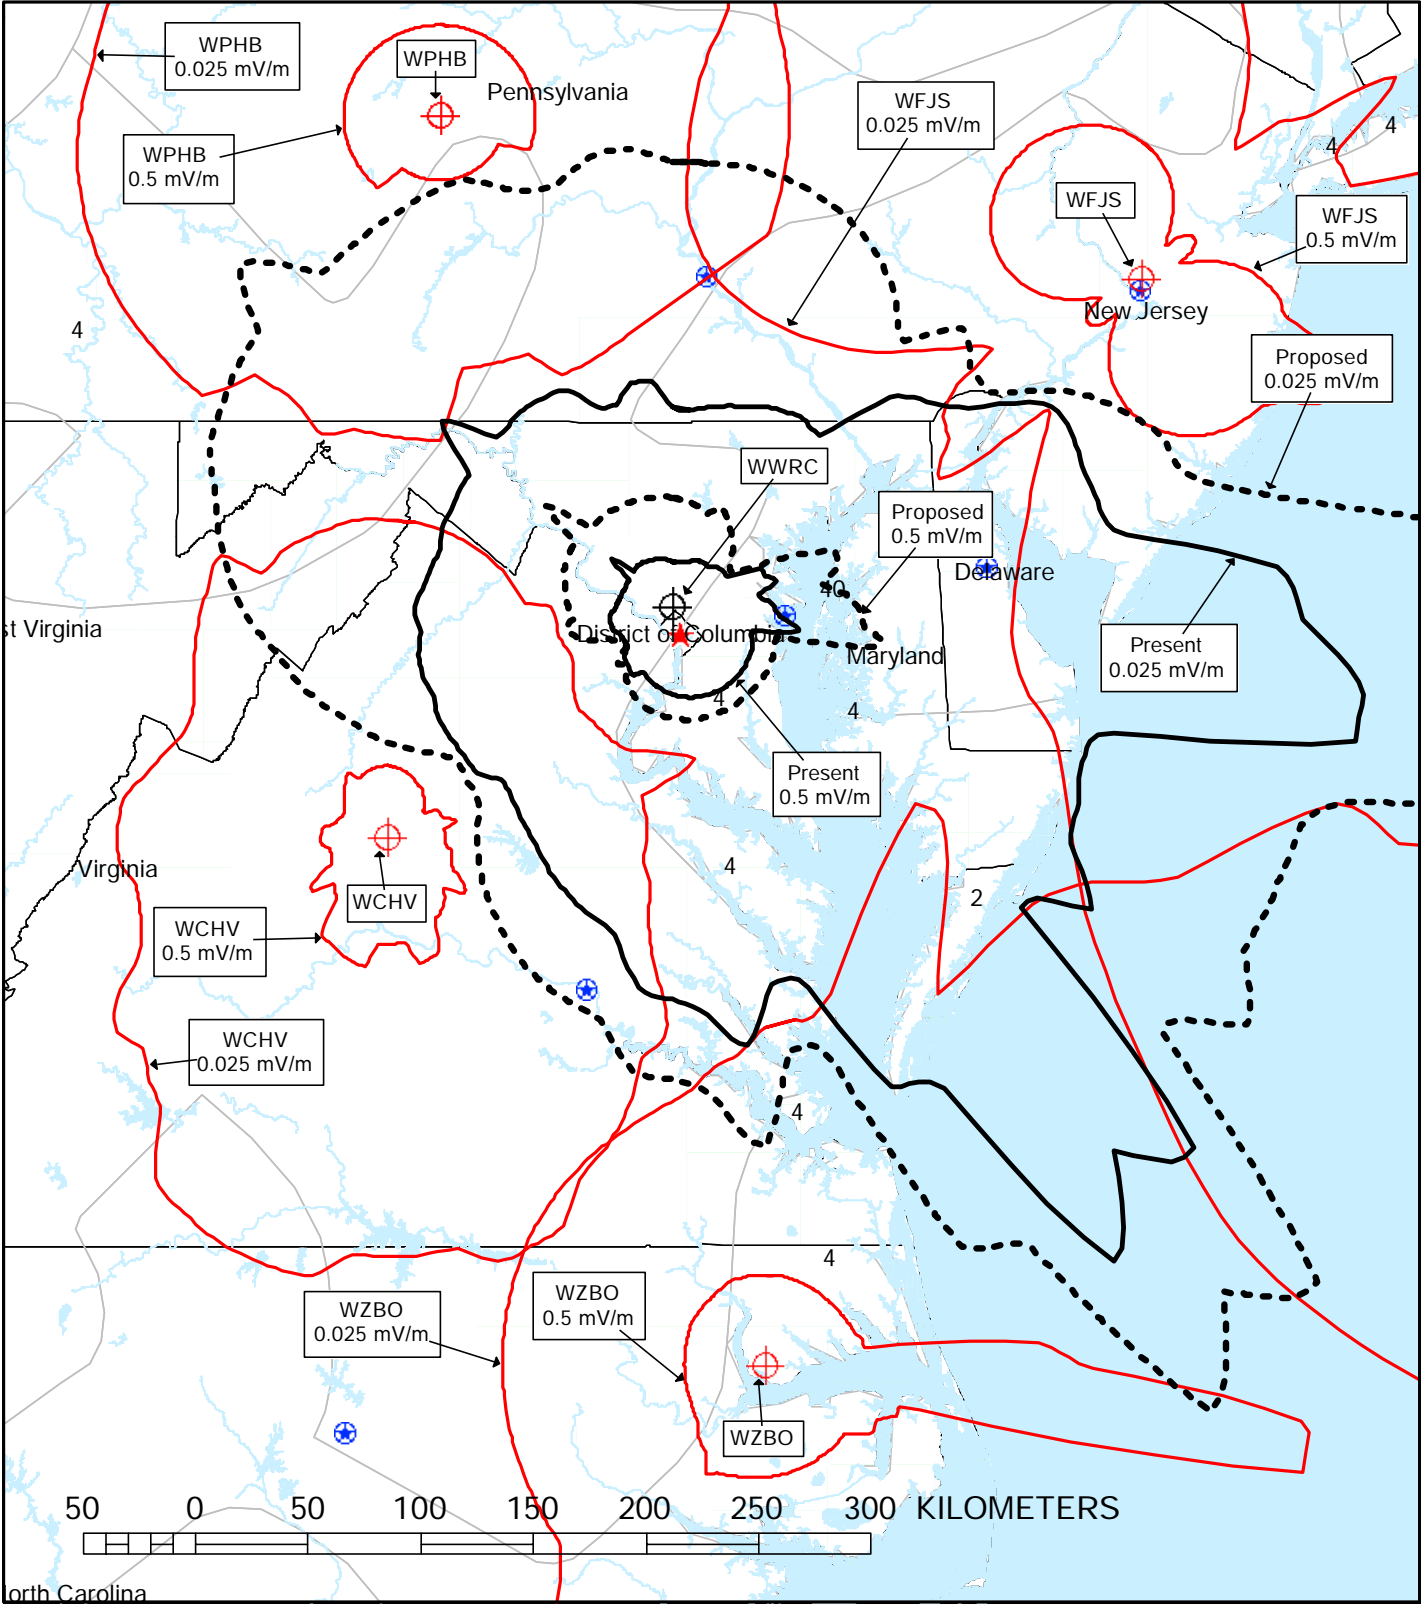 WPHB
0.025 mV/m
WPHB
Pennsylvania
WFJS
0.025 mV/m
4
4
WPHB
0.5 mV/m
WFJS
WFJS
0.5 mV/m
New Jersey
4
Proposed
0.025 mV/m
WWRC
Proposed
0.5 mV/m
Delaware
40
st Virginia
District of Columbia
Maryland
Present
0.025 mV/m
4
4
Present
0.5 mV/m
Virginia
4
WCHV
2
WCHV
0.5 mV/m
WCHV
0.025 mV/m
4
4
WZBO
0.5 mV/m
WZBO
0.025 mV/m
WZBO
50 0 50 100 150 200 250 300 KILOMETERS
orth Carolina